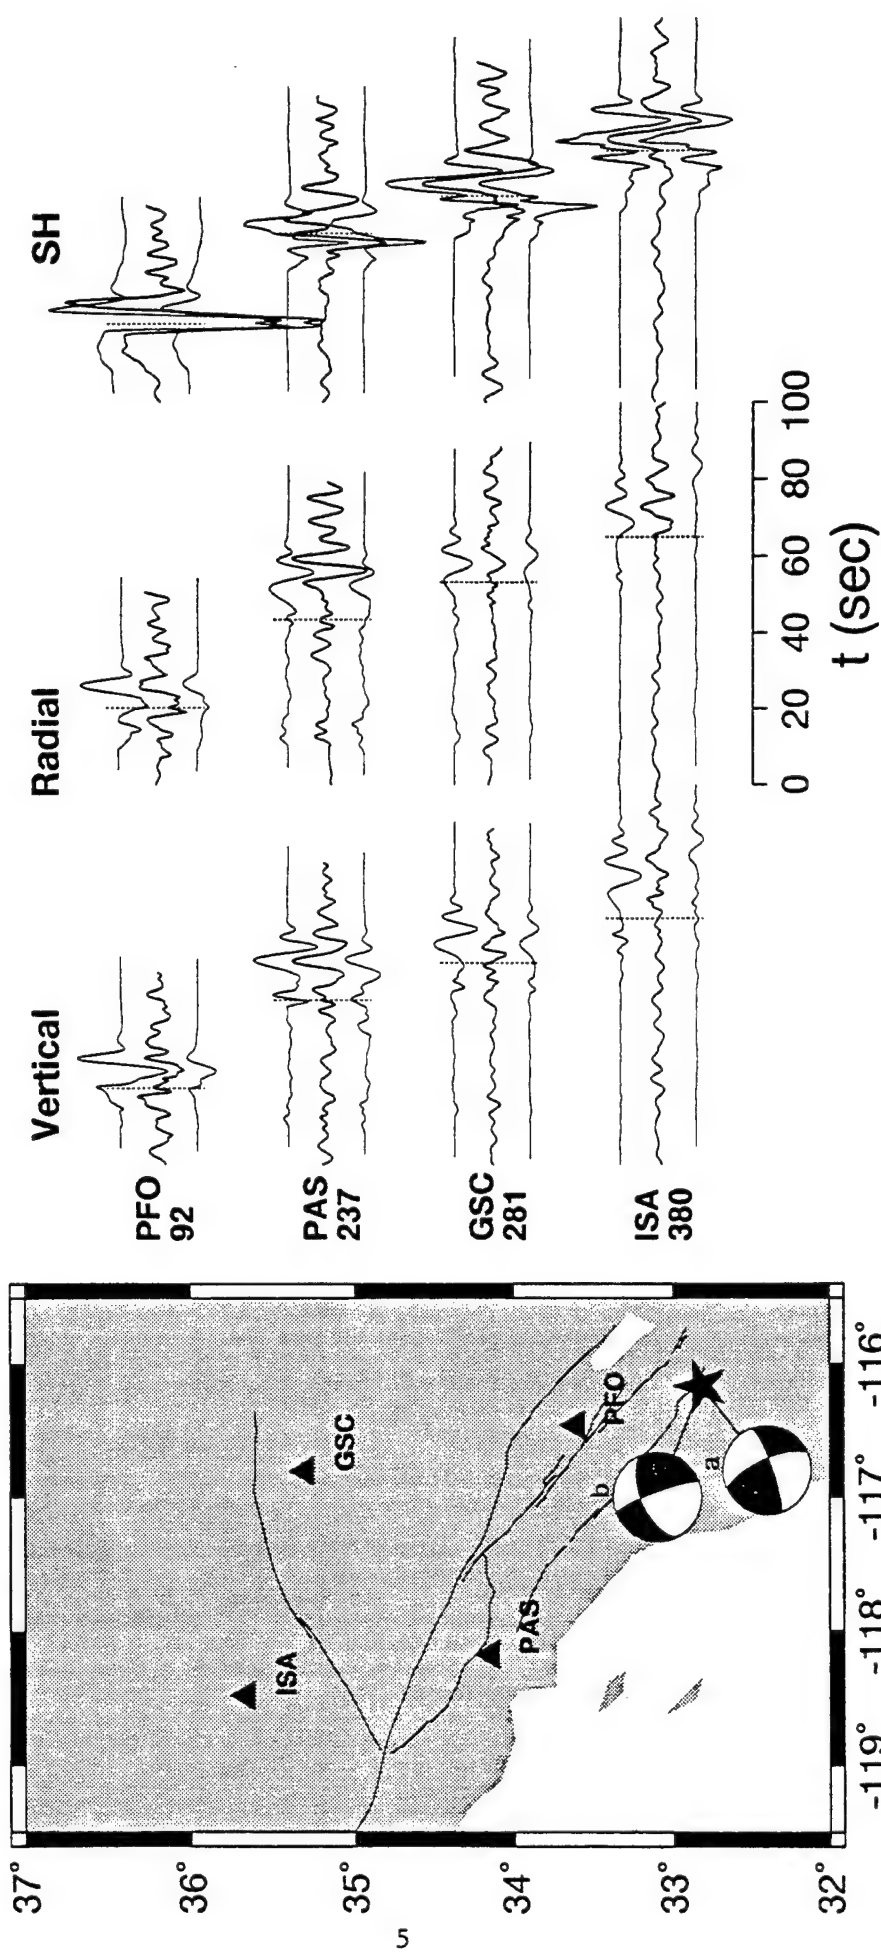 Vertical
Radial
SH
PFO
92
PAS
237
GSC
281
ISA
380
0 20 40 60 80 100
t (sec)
37°
36°
35°
34°
33°
32°
-119° -118° -117° -116°
ISA
GSC
PAS
PFO
b
a
5